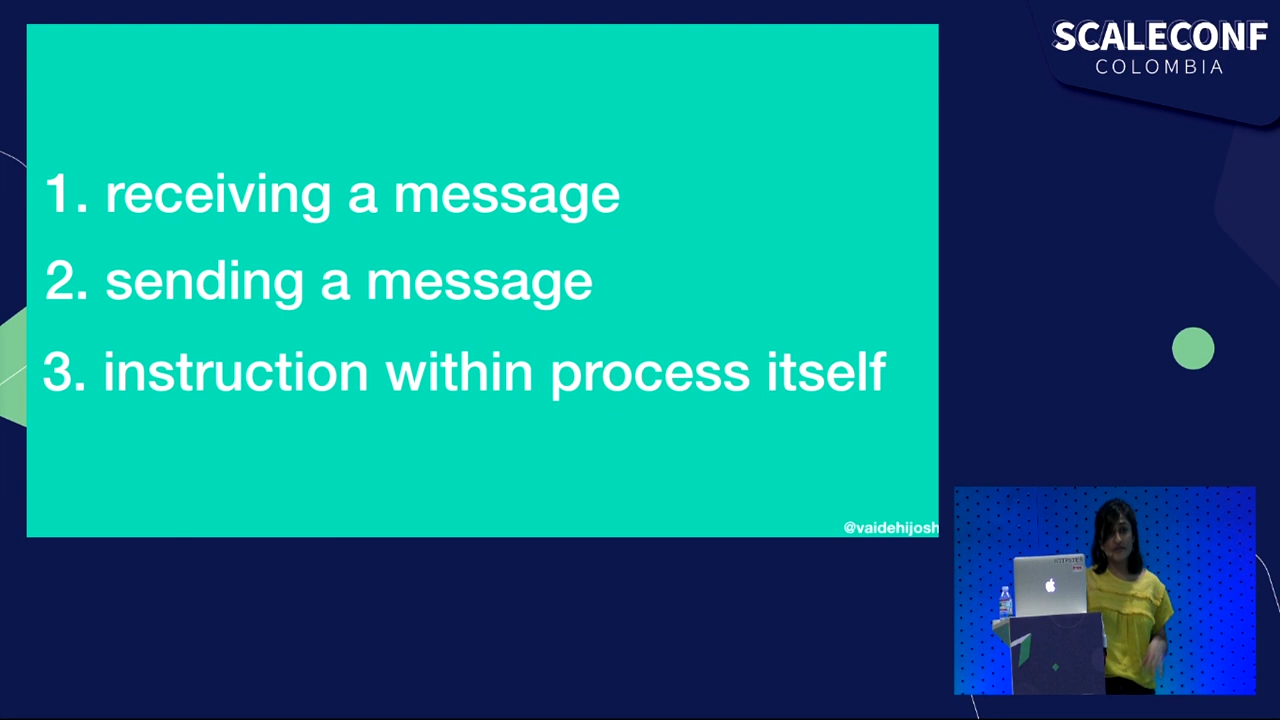 SCALECONF
COLOMBIA
1. receiving a message
2. sending a message
3. instruction within process itself
@vaidehijosh